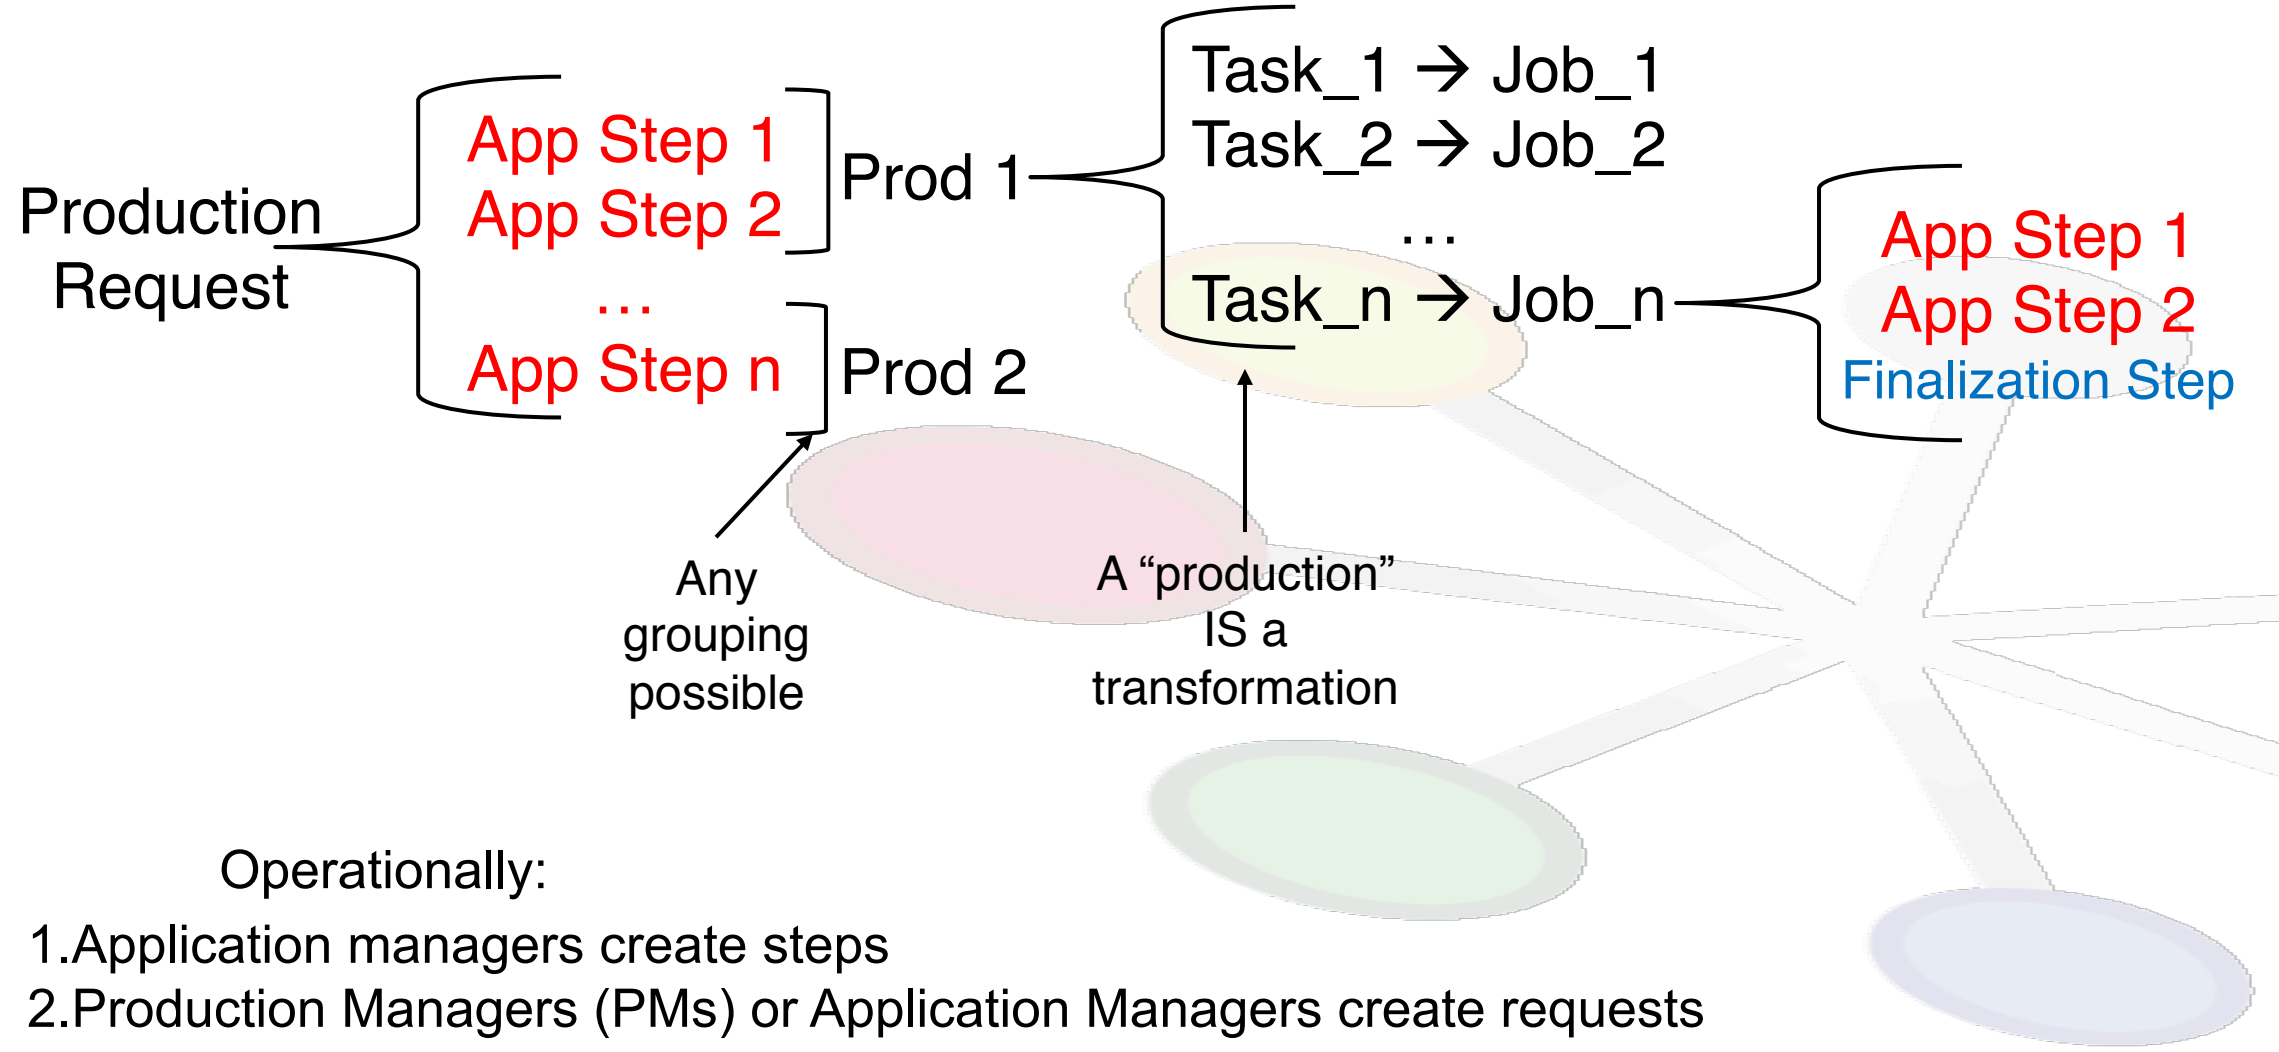 Production
Request
App Step 1
App Step 2
…
App Step n
Prod 1
Prod 2
Task_1 → Job_1
Task_2 → Job_2
…
Task_n → Job_n
App Step 1
App Step 2
Finalization Step
Any
grouping
possible
A “production”
IS a
transformation
Operationally:
1.Application managers create steps
2.Production Managers (PMs) or Application Managers create requests